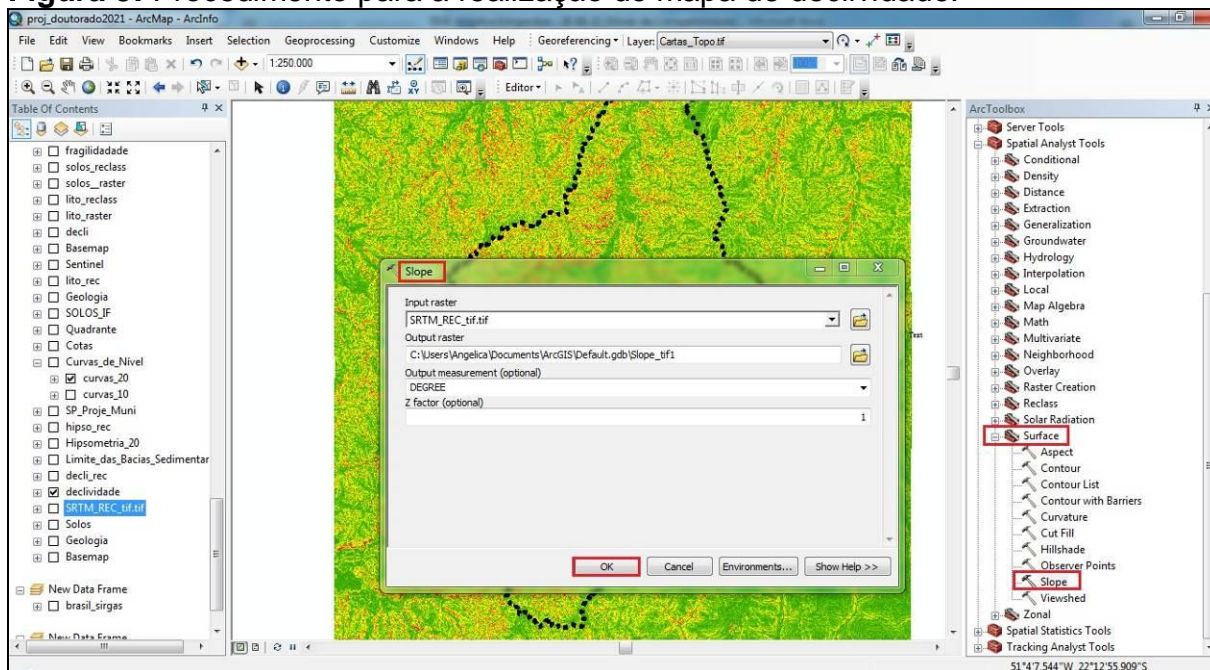 Figura 6. Procedimento para a realização do mapa de declividade.
proj_doutorado2021 - ArcMap - ArcInfo
File Edit View Bookmarks Insert Selection Geoprocessing Customize Windows Help Georeferencing Layer: Cartas_Topo.tif
1:250.000
Editor
Table Of Contents
fragilidadade
solos_reclass
solos__raster
lito_reclass
lito_raster
decli
Basemap
Sentinel
lito_rec
Geologia
SOLOS_IF
Quadrante
Cotas
Curvas_de_Nivel
curvas_20
curvas_10
SP_Proje_Muni
hipso_rec
Hipsometria_20
Limite_das_Bacias_Sedimentar
decli_rec
declividade
SRTM_REC_tif.tif
Solos
Geologia
Basemap
New Data Frame
brasil_sirgas
New Data Frame
Slope
Input raster
SRTM_REC_tif.tif
Output raster
C:\Users\Angelica\Documents\ArcGIS\Default.gdb\Slope_tif1
Output measurement (optional)
DEGREE
Z factor (optional)
1
OK Cancel Environments... Show Help >>
Text
ArcToolbox
Server Tools
Spatial Analyst Tools
Conditional
Density
Distance
Extraction
Generalization
Groundwater
Hydrology
Interpolation
Local
Map Algebra
Math
Multivariate
Neighborhood
Overlay
Raster Creation
Reclass
Solar Radiation
Surface
Aspect
Contour
Contour List
Contour with Barriers
Curvature
Cut Fill
Hillshade
Observer Points
Slope
Viewshed
Zonal
Spatial Statistics Tools
Tracking Analyst Tools
51°4'7.544"W 22°12'55.909"S